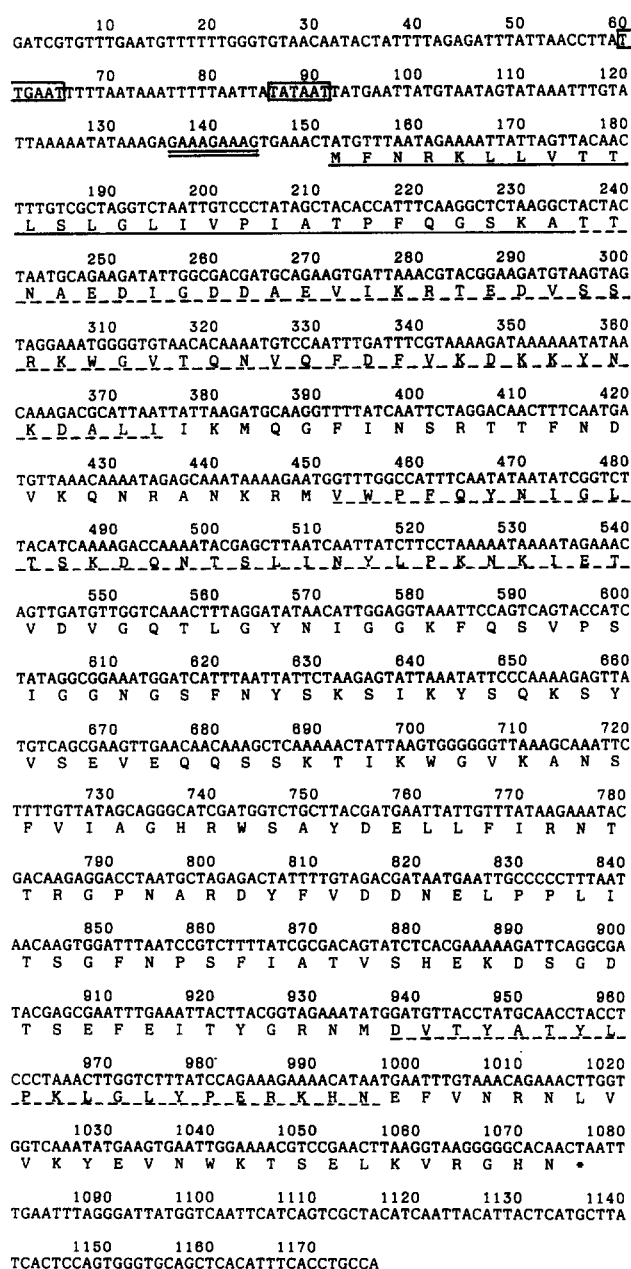 10 20 30 40 50 60
GATCGTGTTTGAATGTTTTTTGGGTGTAACAATACTATTTTAGAGATTTATTAACCTTAT
70 80 90 100 110 120
TGAATTTTTAATAAATTTTTAATTATATAATTATGAATTATGTAATAGTATAAATTTGTA
130 140 150 160 170 180
TTAAAAATATAAAGAGAAAGAAAGTGAAACTATGTTTAATAGAAAATTATTAGTTACAAC
M F N R K L L V T T
190 200 210 220 230 240
TTTGTCGCTAGGTCTAATTGTCCCTATAGCTACACCATTTCAAGGCTCTAAGGCTACTAC
L S L G L I V P I A T P F Q G S K A T T
250 260 270 280 290 300
TAATGCAGAAGATATTGGCGACGATGCAGAAGTGATTAAACGTACGGAAGATGTAAGTAG
N A E D I G D D A E V I K R T E D V S S
310 320 330 340 350 360
TAGGAAATGGGGTGTAACACAAAATGTCCAATTTGATTTCGTAAAAGATAAAAAATATAA
R K W G V T Q N V Q F D F V K D K K Y N
370 380 390 400 410 420
CAAAGACGCATTAATTATTAAGATGCAAGGTTTTATCAATTCTAGGACAACTTTCAATGA
K D A L I I K M Q G F I N S R T T F N D
430 440 450 460 470 480
TGTTAAACAAAATAGAGCAAATAAAAGAATGGTTTGGCCATTTCAATATAATATCGGTCT
V K Q N R A N K R M V W P F Q Y N I G L
490 500 510 520 530 540
TACATCAAAAGACCAAAATACGAGCTTAATCAATTATCTTCCTAAAAATAAAATAGAAAC
T S K D Q N T S L I N Y L P K N K I E T
550 560 570 580 590 600
AGTTGATGTTGGTCAAACTTTAGGATATAACATTGGAGGTAAATTCCAGTCAGTACCATC
V D V G Q T L G Y N I G G K F Q S V P S
610 620 630 640 650 660
TATAGGCGGAAATGGATCATTTAATTATTCTAAGAGTATTAAATATTCCCAAAAGAGTTA
I G G N G S F N Y S K S I K Y S Q K S Y
670 680 690 700 710 720
TGTCAGCGAAGTTGAACAACAAAGCTCAAAAACTATTAAGTGGGGGGTTAAAGCAAATTC
V S E V E Q Q S S K T I K W G V K A N S
730 740 750 760 770 780
TTTTGTTATAGCAGGGCATCGATGGTCTGCTTACGATGAATTATTGTTTATAAGAAATAC
F V I A G H R W S A Y D E L L F I R N T
790 800 810 820 830 840
GACAAGAGGACCTAATGCTAGAGACTATTTTGTAGACGATAATGAATTGCCCCCTTTAAT
T R G P N A R D Y F V D D N E L P P L I
850 860 870 880 890 900
AACAAGTGGATTTAATCCGTCTTTTATCGCGACAGTATCTCACGAAAAAGATTCAGGCGA
T S G F N P S F I A T V S H E K D S G D
910 920 930 940 950 960
TACGAGCGAATTTGAAATTACTTACGGTAGAAATATGGATGTTACCTATGCAACCTACCT
T S E F E I T Y G R N M D V T Y A T Y L
970 980 990 1000 1010 1020
CCCTAAACTTGGTCTTTATCCAGAAAGAAAACATAATGAATTTGTAAACAGAAACTTGGT
P K L G L Y P E R K H N E F V N R N L V
1030 1040 1050 1060 1070 1080
GGTCAAATATGAAGTGAATTGGAAAACGTCCGAACTTAAGGTAAGGGGGCACAACTAATT
V K Y E V N W K T S E L K V R G H N *
1090 1100 1110 1120 1130 1140
TGAATTTAGGGATTATGGTCAATTCATCAGTCGCTACATCAATTACATTACTCATGCTTA
1150 1160 1170
TCACTCCAGTGGGTGCAGCTCACATTTCACCTGCCA